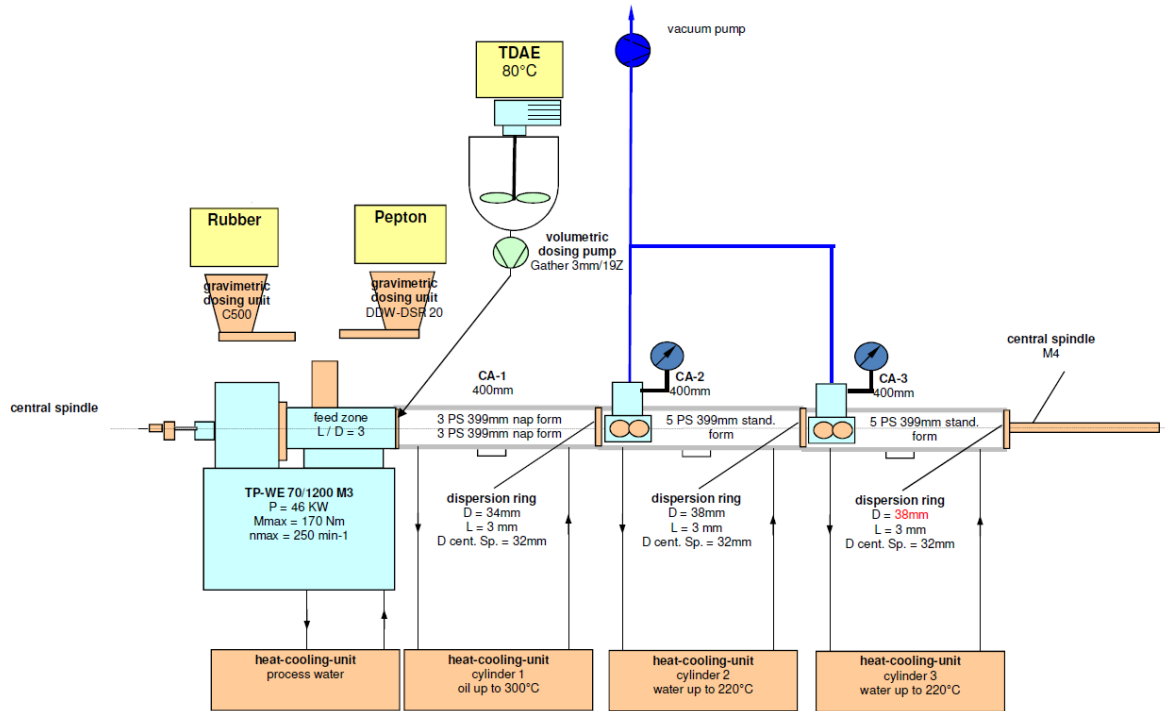 vacuum pump
TDAE
80°C
Rubber
Pepton
volumetric
dosing pump
Gather 3mm/19Z
gravimetric
dosing unit
C500
gravimetric
dosing unit
DDW-DSR 20
central spindle
M4
CA-1
400mm
CA-2
400mm
CA-3
400mm
central spindle
feed zone
L / D = 3
3 PS 399mm nap form
3 PS 399mm nap form
5 PS 399mm stand.
form
5 PS 399mm stand.
form
TP-WE 70/1200 M3
P = 46 KW
Mmax = 170 Nm
nmax = 250 min-1
dispersion ring
D = 34mm
L = 3 mm
D cent. Sp. = 32mm
dispersion ring
D = 38mm
L = 3 mm
D cent. Sp. = 32mm
dispersion ring
D = 38mm
L = 3 mm
D cent. Sp. = 32mm
heat-cooling-unit
process water
heat-cooling-unit
cylinder 1
oil up to 300°C
heat-cooling-unit
cylinder 2
water up to 220°C
heat-cooling-unit
cylinder 3
water up to 220°C